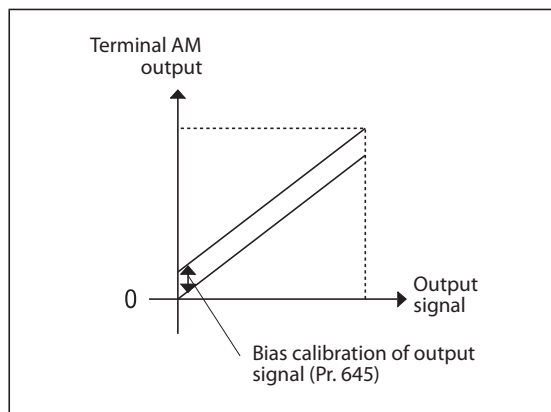 Terminal AM
output
0
Output
signal
Bias calibration of output
signal (Pr. 645)